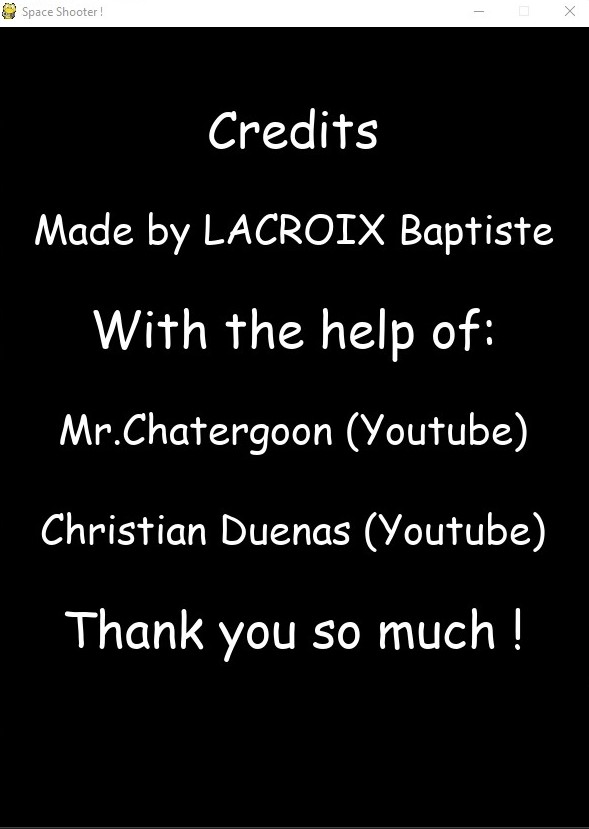 Space Shooter !
Credits
Made by LACROIX Baptiste
With the help of:
Mr.Chatergoon (Youtube)
Christian Duenas (Youtube)
Thank you so much !